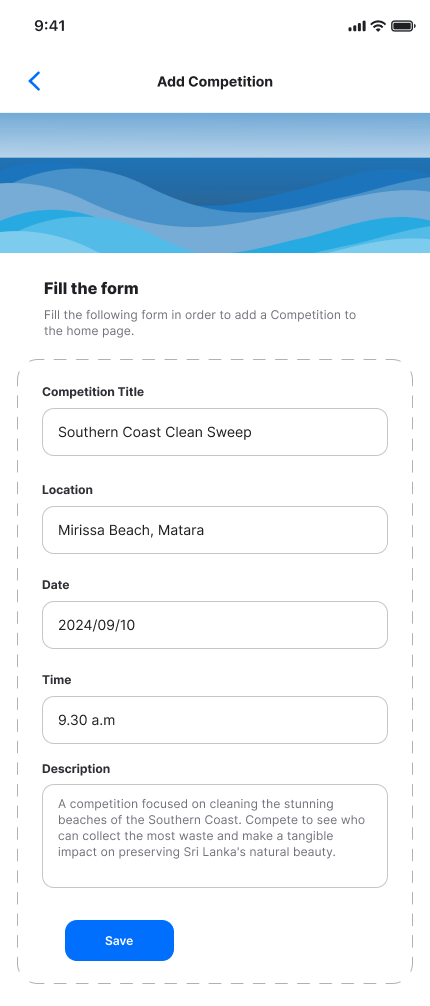 9:41
Add Competition
Fill the form
Fill the following form in order to add a Competition to
the home page.
Competition Title
Southern Coast Clean Sweep
Location
Mirissa Beach, Matara
Date
2024/09/10
Time
9.30 a.m
Description
A competition focused on cleaning the stunning
beaches of the Southern Coast. Compete to see who
can collect the most waste and make a tangible
impact on preserving Sri Lanka's natural beauty.
Save